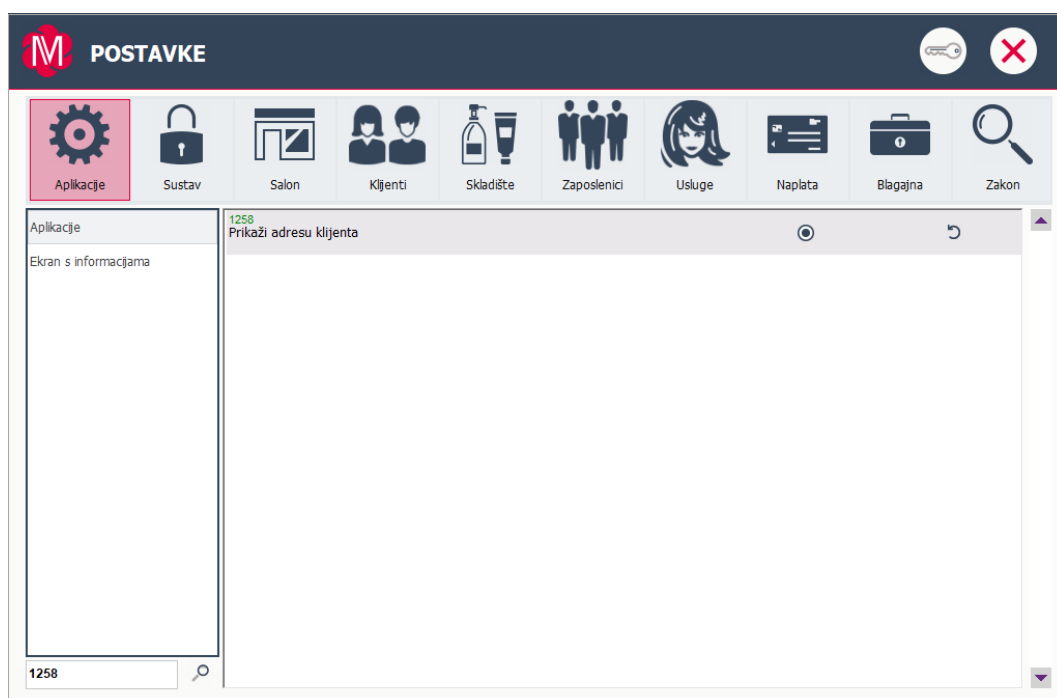 M POSTAVKE
Aplikacije Sustav Salon Klijenti Skladište Zaposlenici Usluge Naplata Blagajna Zakon
Aplikacije
Ekran s informacijama
1258
Prikaži adresu klijenta
1258